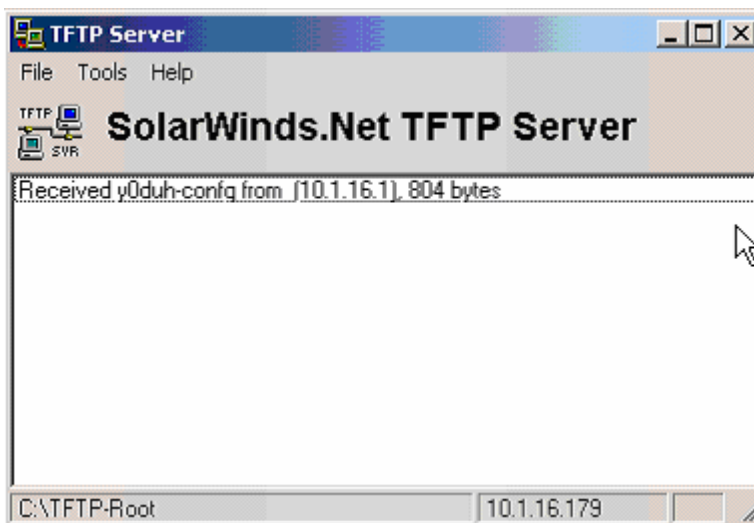 TFTP Server
File Tools Help
TFTP
SVR
SolarWinds.Net TFTP Server
Received y0duh-confg from (10.1.16.1), 804 bytes
C:\TFTP-Root
10.1.16.179